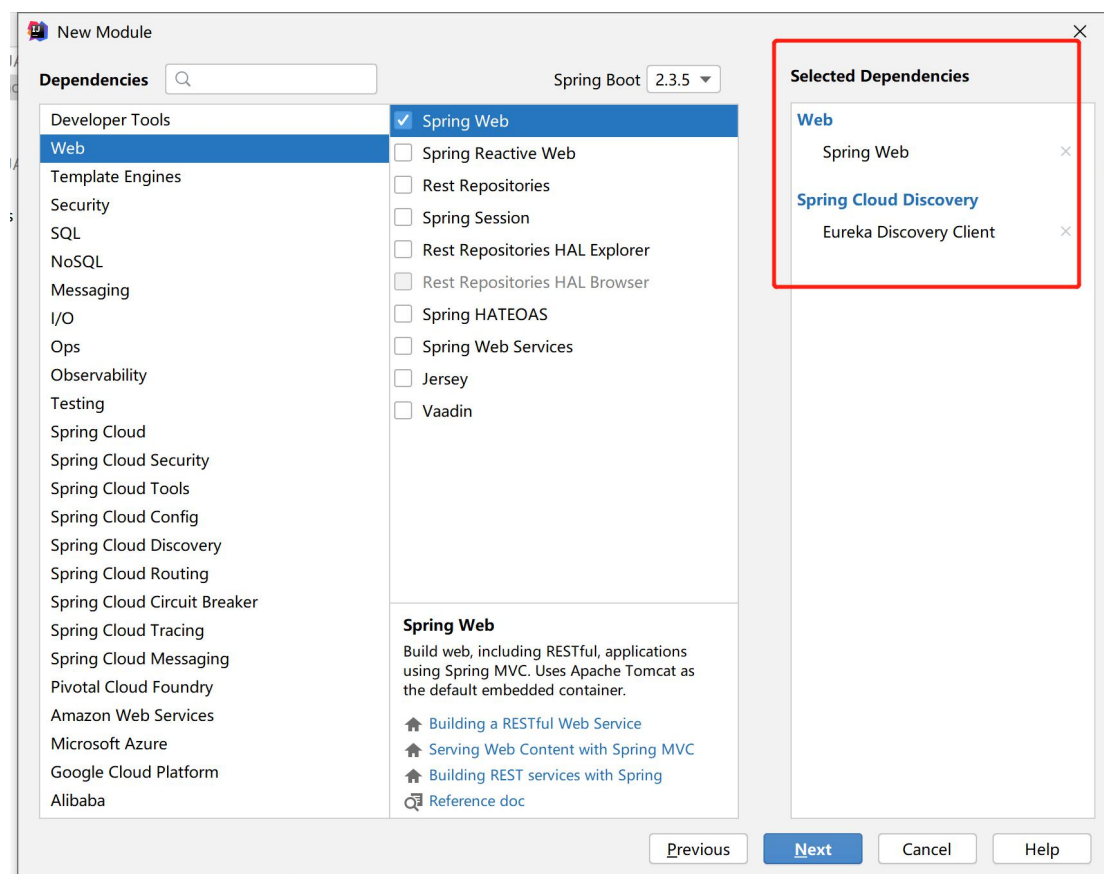 New Module
Dependencies
Spring Boot 2.3.5
Developer Tools
Web
Template Engines
Security
SQL
NoSQL
Messaging
I/O
Ops
Observability
Testing
Spring Cloud
Spring Cloud Security
Spring Cloud Tools
Spring Cloud Config
Spring Cloud Discovery
Spring Cloud Routing
Spring Cloud Circuit Breaker
Spring Cloud Tracing
Spring Cloud Messaging
Pivotal Cloud Foundry
Amazon Web Services
Microsoft Azure
Google Cloud Platform
Alibaba
Spring Web
Spring Reactive Web
Rest Repositories
Spring Session
Rest Repositories HAL Explorer
Rest Repositories HAL Browser
Spring HATEOAS
Spring Web Services
Jersey
Vaadin
Spring Web
Build web, including RESTful, applications
using Spring MVC. Uses Apache Tomcat as
the default embedded container.
Building a RESTful Web Service
Serving Web Content with Spring MVC
Building REST services with Spring
Reference doc
Selected Dependencies
Web
Spring Web
Spring Cloud Discovery
Eureka Discovery Client
Previous
Next
Cancel
Help